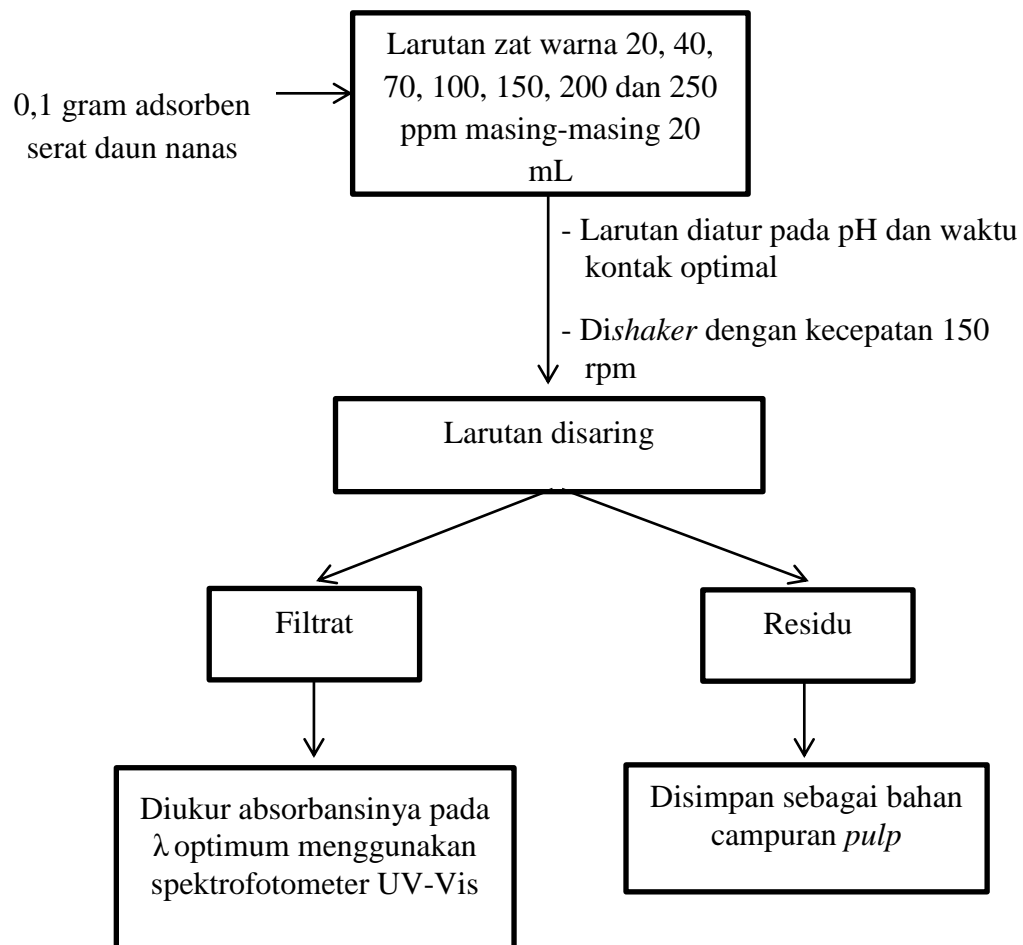 0,1 gram adsorben
serat daun nanas
Larutan zat warna 20, 40,
70, 100, 150, 200 dan 250
ppm masing-masing 20
mL
- Larutan diatur pada pH dan waktu
kontak optimal
- Dishaker dengan kecepatan 150
rpm
Larutan disaring
Filtrat
Residu
Diukur absorbansinya pada
λ optimum menggunakan
spektrofotometer UV-Vis
Disimpan sebagai bahan
campuran pulp